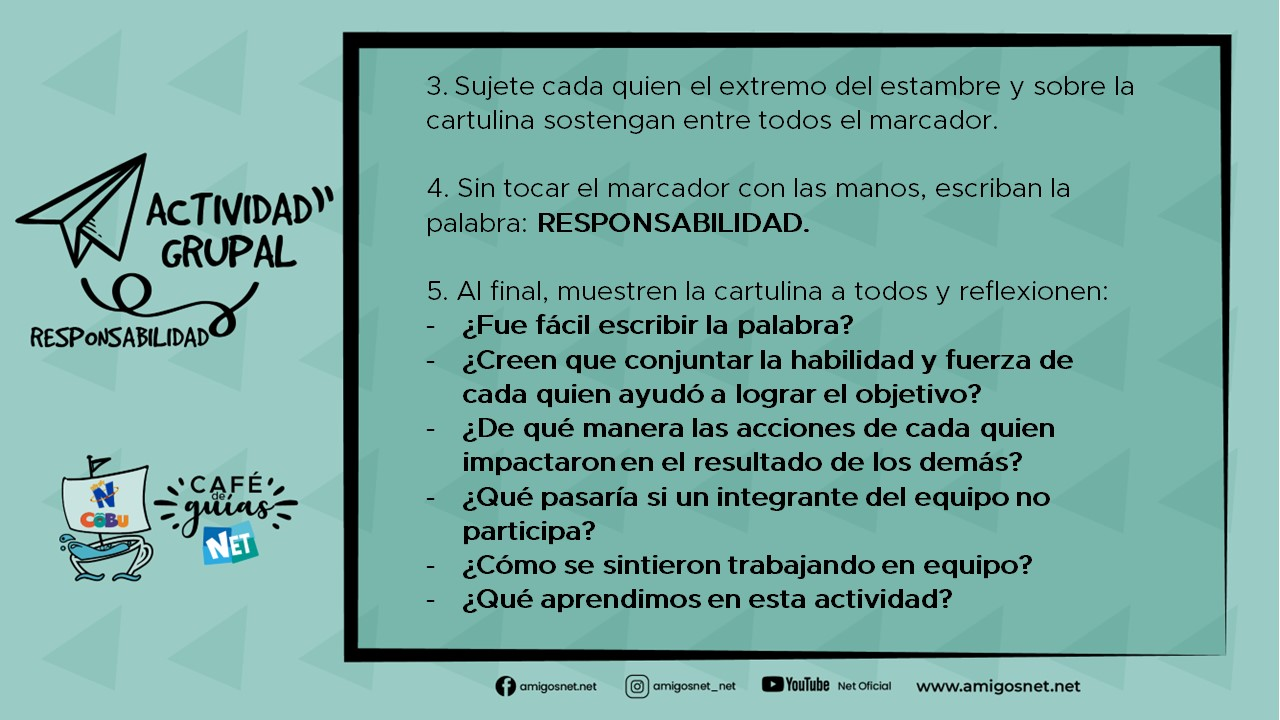 ACTIVIDAD
GRUPAL
RESPONSABILIDAD
N
COBU
CAFÉ
de
guías
NET
3. Sujete cada quien el extremo del estambre y sobre la
cartulina sostengan entre todos el marcador.
4. Sin tocar el marcador con las manos, escriban la
palabra: RESPONSABILIDAD.
5. Al final, muestren la cartulina a todos y reflexionen:
- ¿Fue fácil escribir la palabra?
- ¿Creen que conjuntar la habilidad y fuerza de
cada quien ayudó a lograr el objetivo?
- ¿De qué manera las acciones de cada quien
impactaron en el resultado de los demás?
- ¿Qué pasaría si un integrante del equipo no
participa?
- ¿Cómo se sintieron trabajando en equipo?
- ¿Qué aprendimos en esta actividad?
amigosnet.net amigosnet_net YouTube Net Oficial www.amigosnet.net